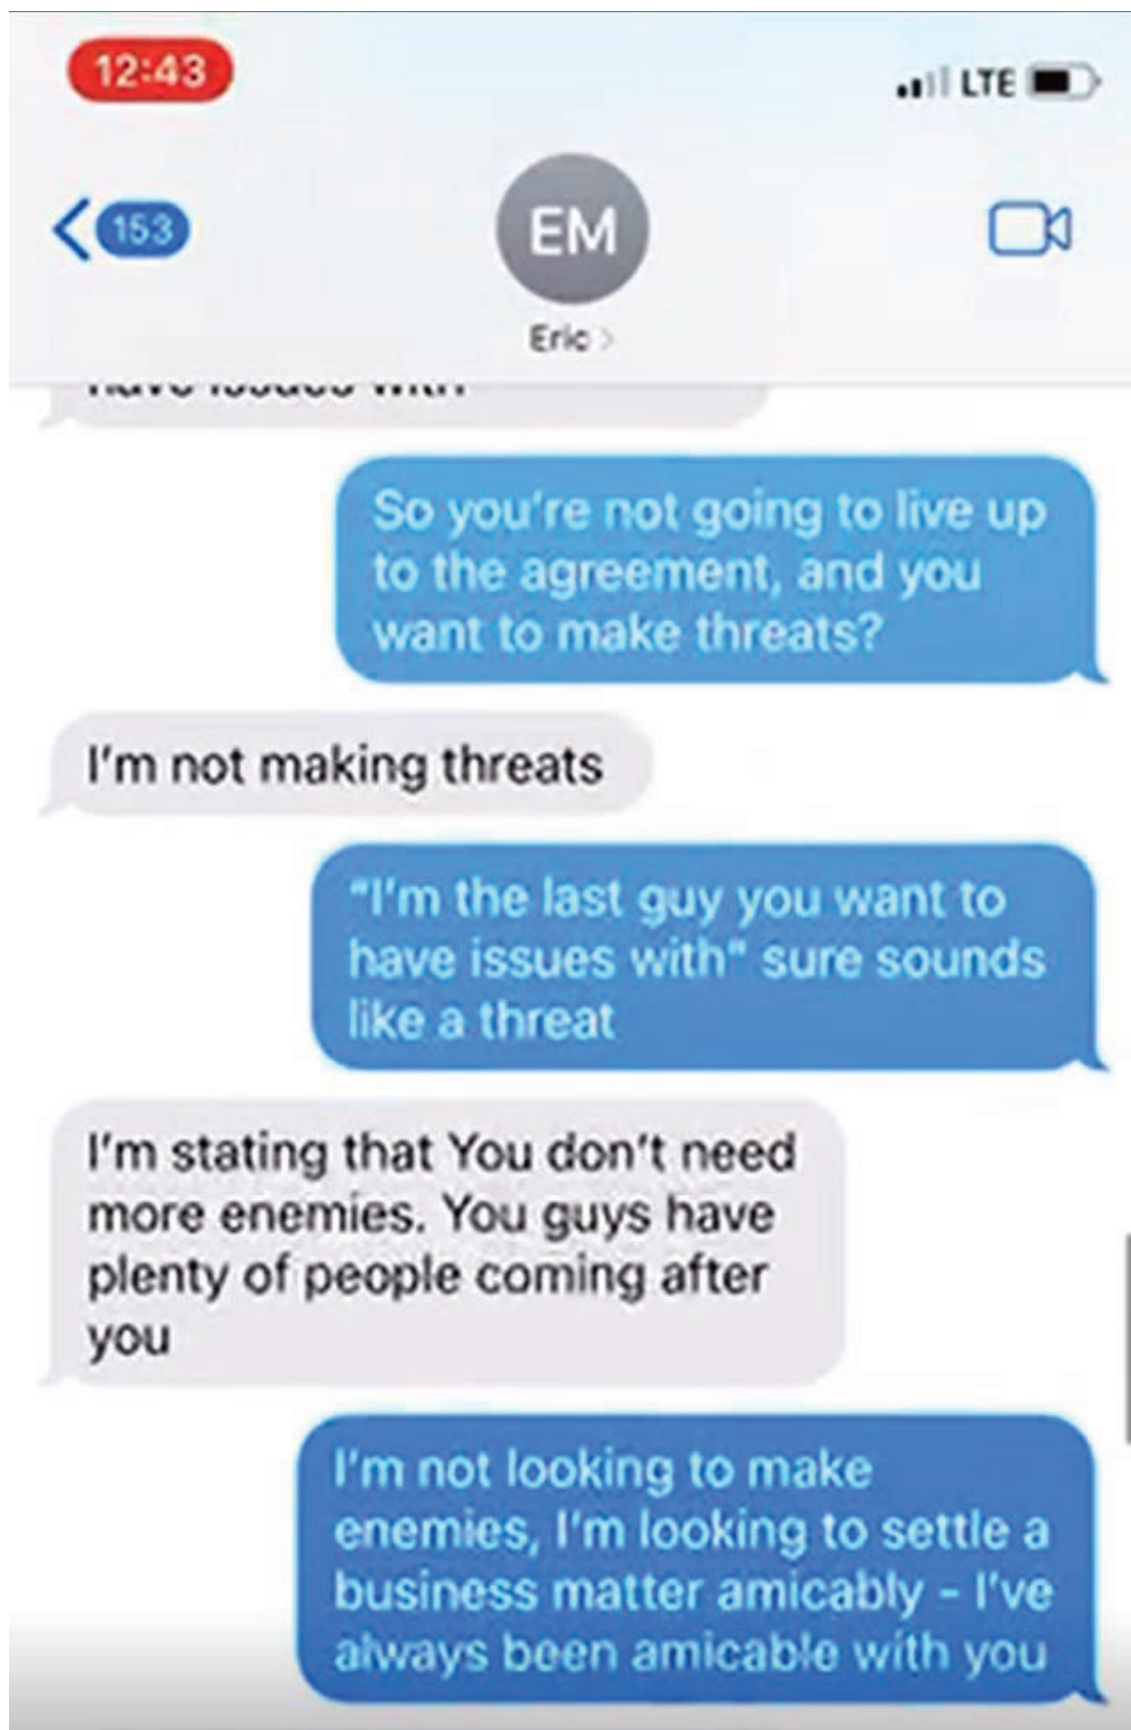 12:43
LTE
153
EM
Eric >
have issues with
So you're not going to live up
to the agreement, and you
want to make threats?
I'm not making threats
"I'm the last guy you want to
have issues with" sure sounds
like a threat
I'm stating that You don't need
more enemies. You guys have
plenty of people coming after
you
I'm not looking to make
enemies, I'm looking to settle a
business matter amicably - I've
always been amicable with you